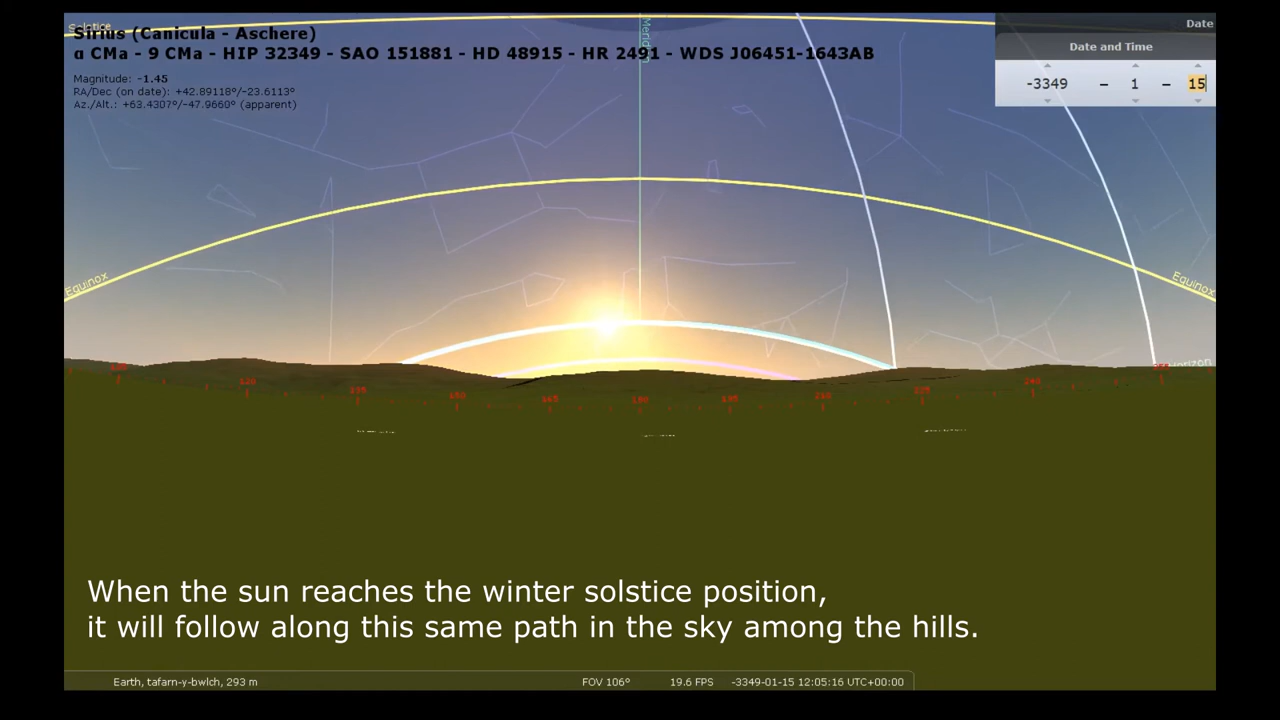 Solstice
Sirius (Canicula - Aschere)
α CMa - 9 CMa - HIP 32349 - SAO 151881 - HD 48915 - HR 2491 - WDS J06451-1643AB
Magnitude: -1.45
RA/Dec (on date): +42.89118°/-23.6113°
Az./Alt.: +63.4307°/-47.9660° (apparent)
Date
Date and Time
-3349 - 1 - 15
Equinox
Equinox
120
150
165
180
195
210
240
When the sun reaches the winter solstice position,
it will follow along this same path in the sky among the hills.
Earth, tafarn-y-bwlch, 293 m
FOV 106°
19.6 FPS
-3349-01-15 12:05:16 UTC+00:00